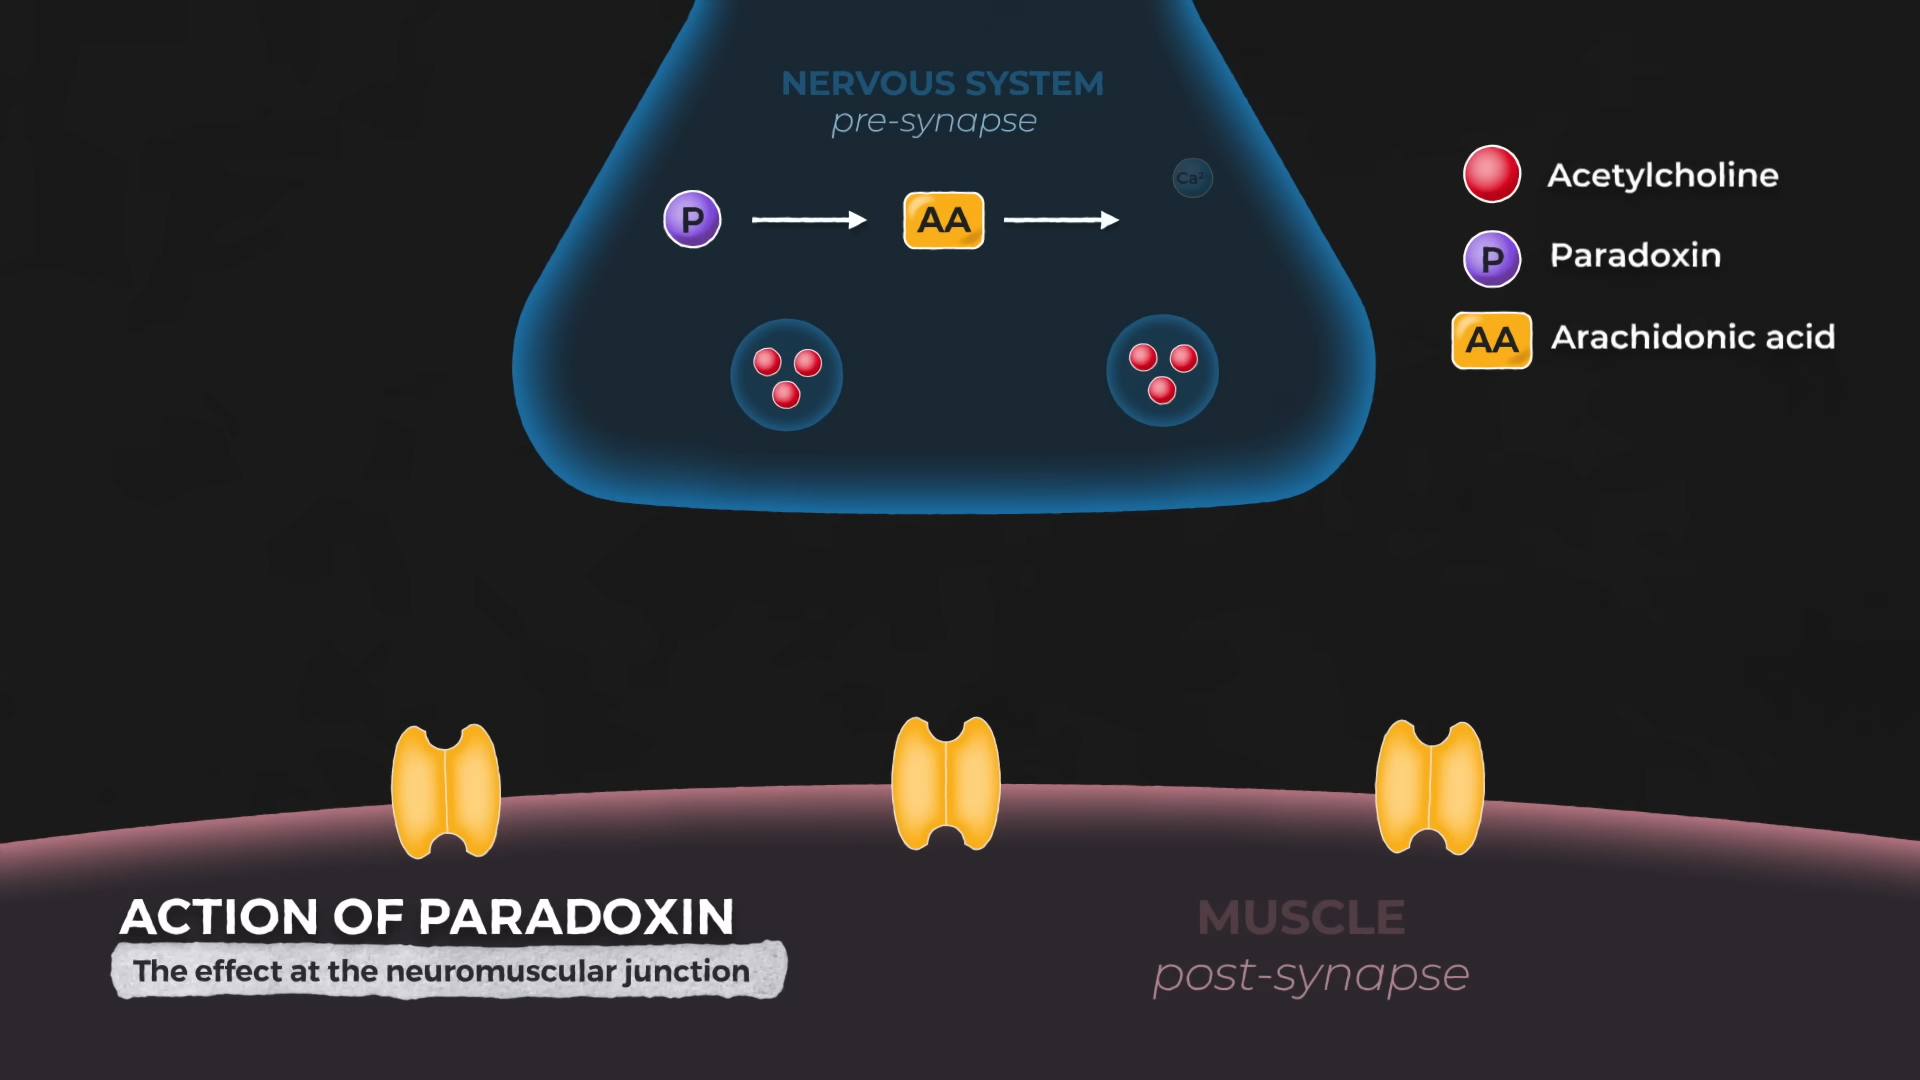 NERVOUS SYSTEM
pre-synapse
Ca²⁺
P
AA
Acetylcholine
P Paradoxin
AA Arachidonic acid
ACTION OF PARADOXIN
The effect at the neuromuscular junction
MUSCLE
post-synapse